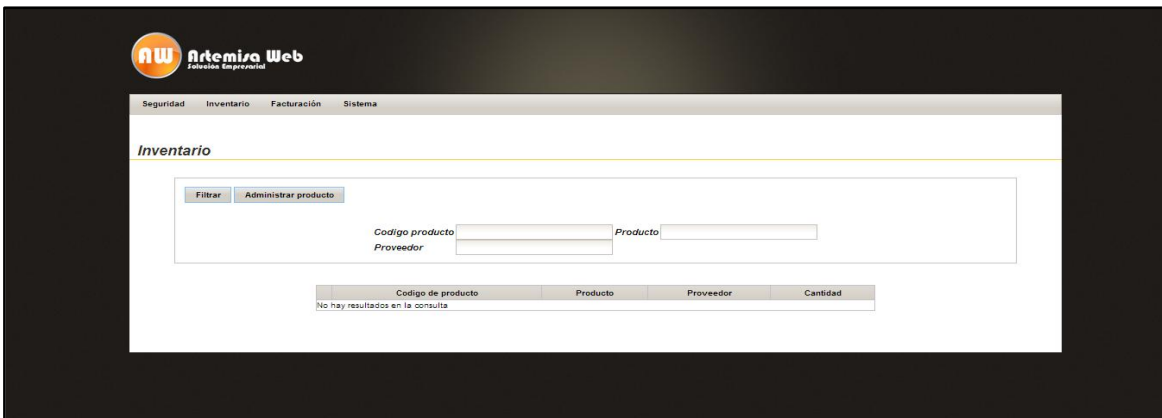 AW Artemisa Web
Solución Empresarial
Seguridad Inventario Facturación Sistema
Inventario
Filtrar Administrar producto
Codigo producto Producto
Proveedor
Codigo de producto Producto Proveedor Cantidad
No hay resultados en la consulta